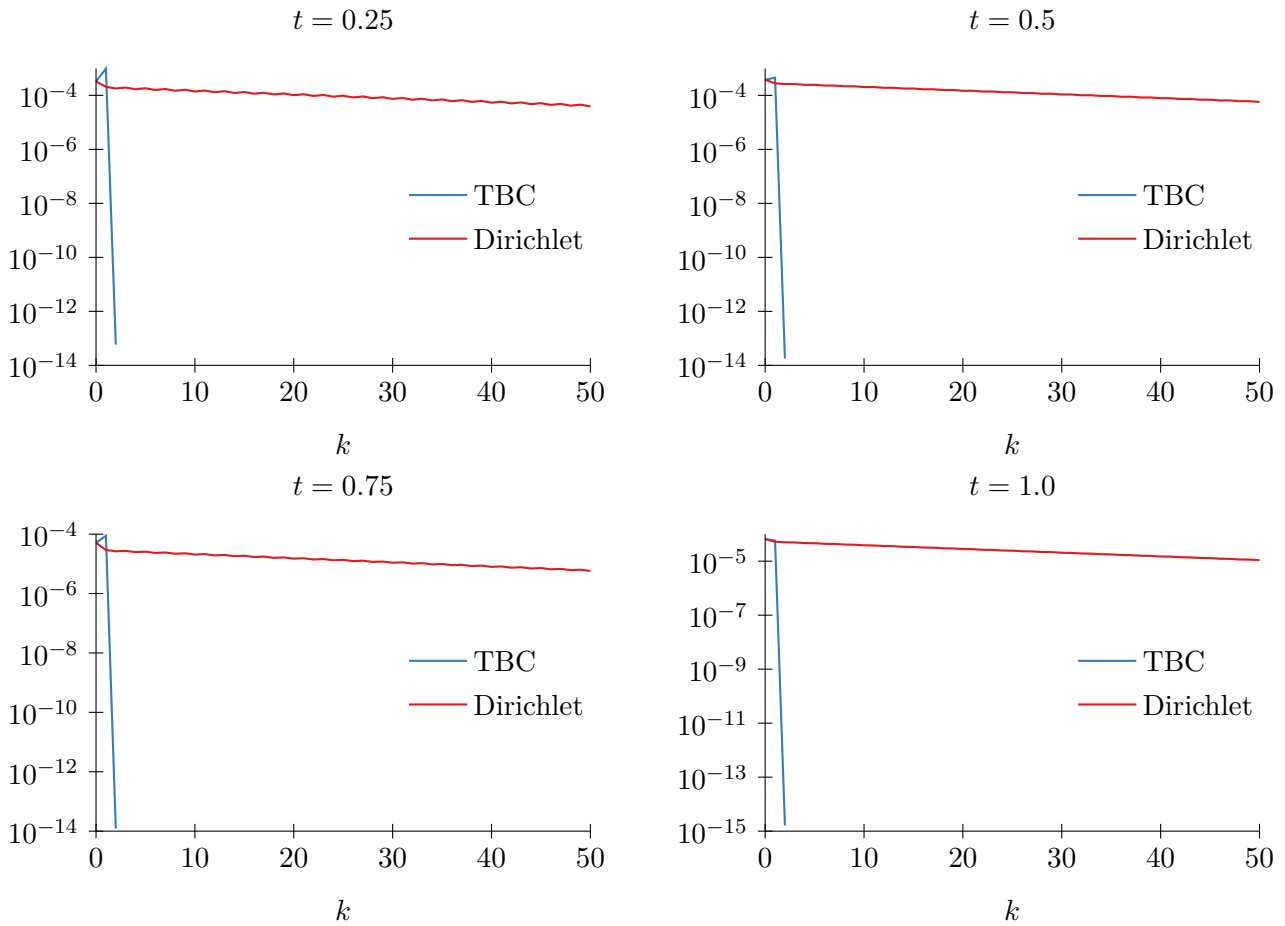 t = 0.25
10^{-4}
10^{-6}
10^{-8}
10^{-10}
10^{-12}
10^{-14}
TBC
Dirichlet
0 10 20 30 40 50
k
t = 0.5
10^{-4}
10^{-6}
10^{-8}
10^{-10}
10^{-12}
10^{-14}
TBC
Dirichlet
0 10 20 30 40 50
k
t = 0.75
10^{-4}
10^{-6}
10^{-8}
10^{-10}
10^{-12}
10^{-14}
TBC
Dirichlet
0 10 20 30 40 50
k
t = 1.0
10^{-5}
10^{-7}
10^{-9}
10^{-11}
10^{-13}
10^{-15}
TBC
Dirichlet
0 10 20 30 40 50
k